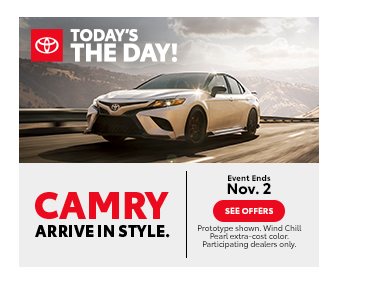 TODAY'S
THE DAY!
CAMRY
ARRIVE IN STYLE.
Event Ends
Nov. 2
SEE OFFERS
Prototype shown. Wind Chill
Pearl extra-cost color.
Participating dealers only.